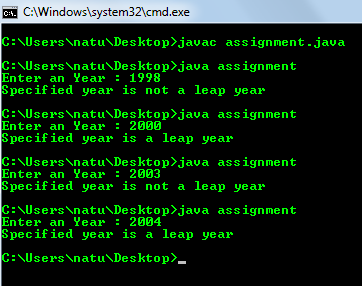 C:\Windows\system32\cmd.exe
C:\Users\natu\Desktop>javac assignment.java
C:\Users\natu\Desktop>java assignment
Enter an Year : 1998
Specified year is not a leap year
C:\Users\natu\Desktop>java assignment
Enter an Year : 2000
Specified year is a leap year
C:\Users\natu\Desktop>java assignment
Enter an Year : 2003
Specified year is not a leap year
C:\Users\natu\Desktop>java assignment
Enter an Year : 2004
Specified year is a leap year
C:\Users\natu\Desktop>_